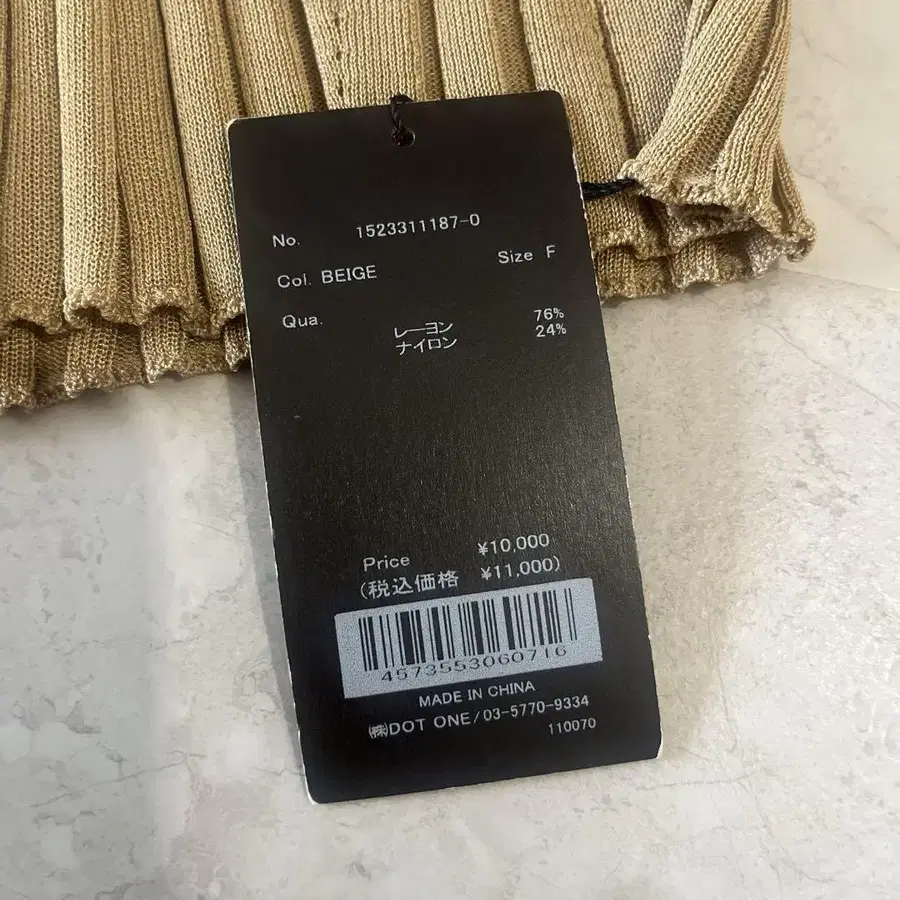 No. 1523311187-0
Col. BEIGE Size F
Qua. レーヨン 76%
ナイロン 24%
Price ¥10,000
(税込価格 ¥11,000)
4573553060716
MADE IN CHINA
㈱DOT ONE/03-5770-9334
110070